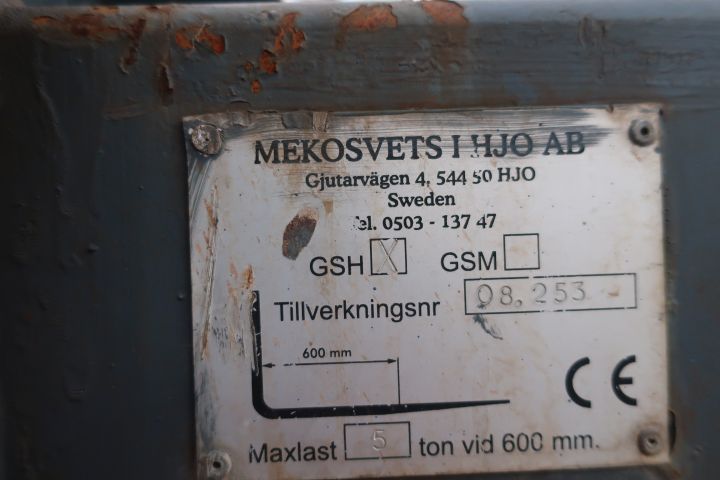 MEKOSVETS I HJO AB
Gjutarvägen 4, 544 50 HJO
Sweden
Tel. 0503 - 137 47
GSH X GSM
Tillverkningsnr 08.253
600 mm
CE
Maxlast 5 ton vid 600 mm.